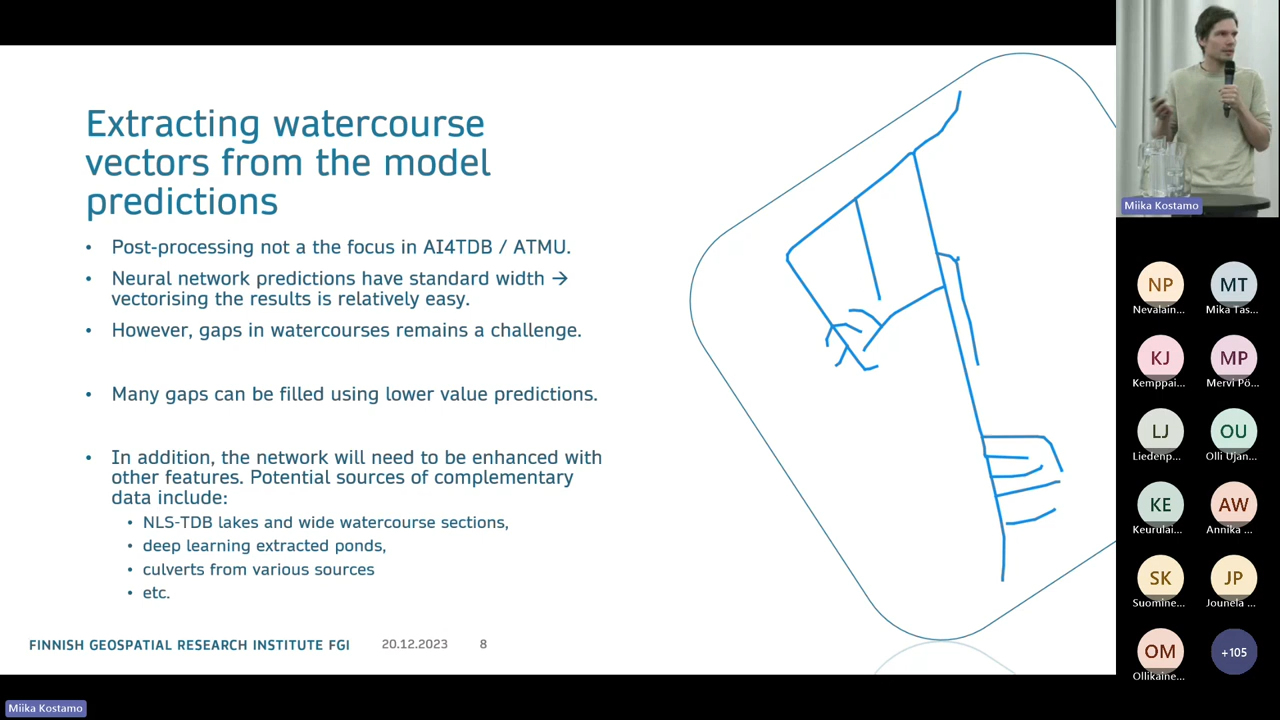 Extracting watercourse
vectors from the model
predictions
• Post-processing not a the focus in AI4TDB / ATMU.
• Neural network predictions have standard width →
vectorising the results is relatively easy.
• However, gaps in watercourses remains a challenge.
• Many gaps can be filled using lower value predictions.
• In addition, the network will need to be enhanced with
other features. Potential sources of complementary
data include:
• NLS-TDB lakes and wide watercourse sections,
• deep learning extracted ponds,
• culverts from various sources
• etc.
FINNISH GEOSPATIAL RESEARCH INSTITUTE FGI 20.12.2023 8
Miika Kostamo
Miika Kostamo
NP MT
Nevalain... Mika Tas...
KJ MP
Kemppai... Mervi Pö...
LJ OU
Liedenp... Olli Ujan...
KE AW
Keurulai... Annika ...
SK JP
Suomine... Jounela ...
OM +105
Ollikaine...